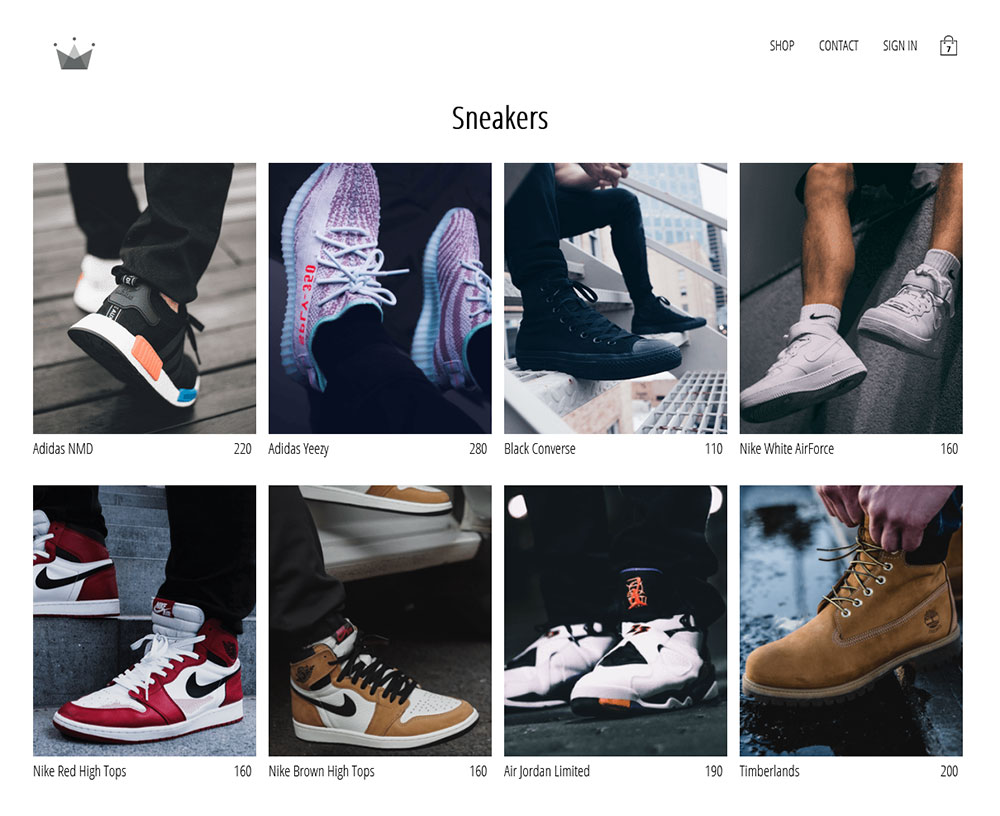 SHOP CONTACT SIGN IN 7
Sneakers
Adidas NMD 220
Adidas Yeezy 280
Black Converse 110
Nike White AirForce 160
Nike Red High Tops 160
Nike Brown High Tops 160
Air Jordan Limited 190
Timberlands 200